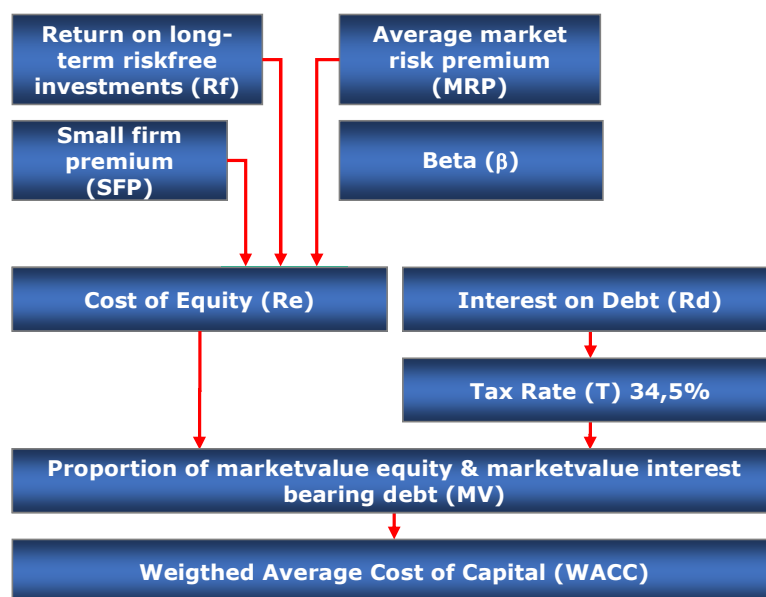 Return on long-
term riskfree
investments (Rf)
Average market
risk premium
(MRP)
Small firm
premium
(SFP)
Beta (β)
Cost of Equity (Re)
Interest on Debt (Rd)
Tax Rate (T) 34,5%
Proportion of marketvalue equity & marketvalue interest
bearing debt (MV)
Weigthed Average Cost of Capital (WACC)